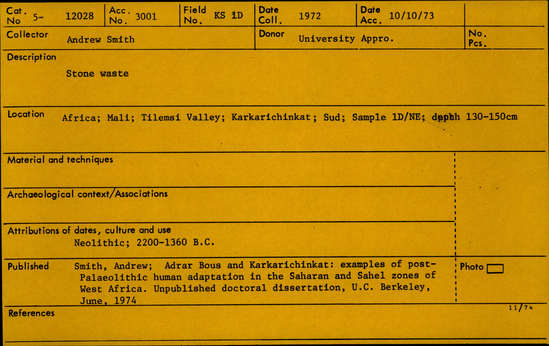 Cat. No 5- 12028 Acc. No. 3001 Field No. KS 1D Date Coll. 1972 Date Acc. 10/10/73
Collector Andrew Smith Donor University Appro. No. Pcs.
Description
Stone waste
Location Africa; Mali; Tilemsi Valley; Karkarichinkat; Sud; Sample 1D/NE; depth 130-150cm
Material and techniques
Archaeological context/Associations
Attributions of dates, culture and use
Neolithic; 2200-1360 B.C.
Published Smith, Andrew; Adrar Bous and Karkarichinkat: examples of post-
Palaeolithic human adaptation in the Saharan and Sahel zones of
West Africa. Unpublished doctoral dissertation, U.C. Berkeley,
June, 1974
Photo
References 11/74